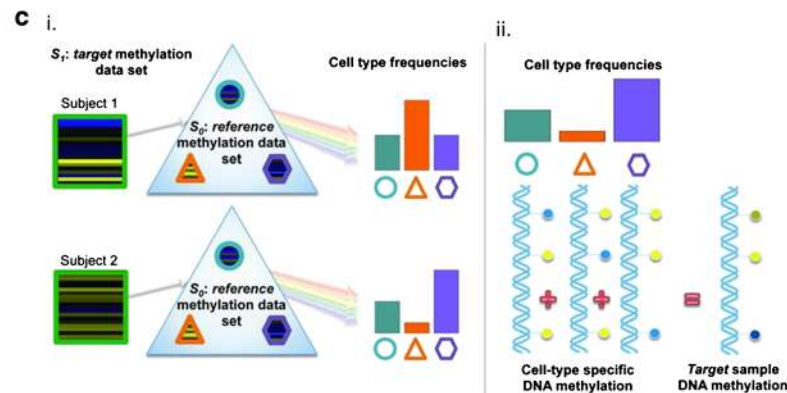 c i.
S₁: target methylation
data set
Subject 1
S₀: reference
methylation data
set
Cell type frequencies
Subject 2
S₀: reference
methylation data
set
ii.
Cell type frequencies
Cell-type specific
DNA methylation
Target sample
DNA methylation